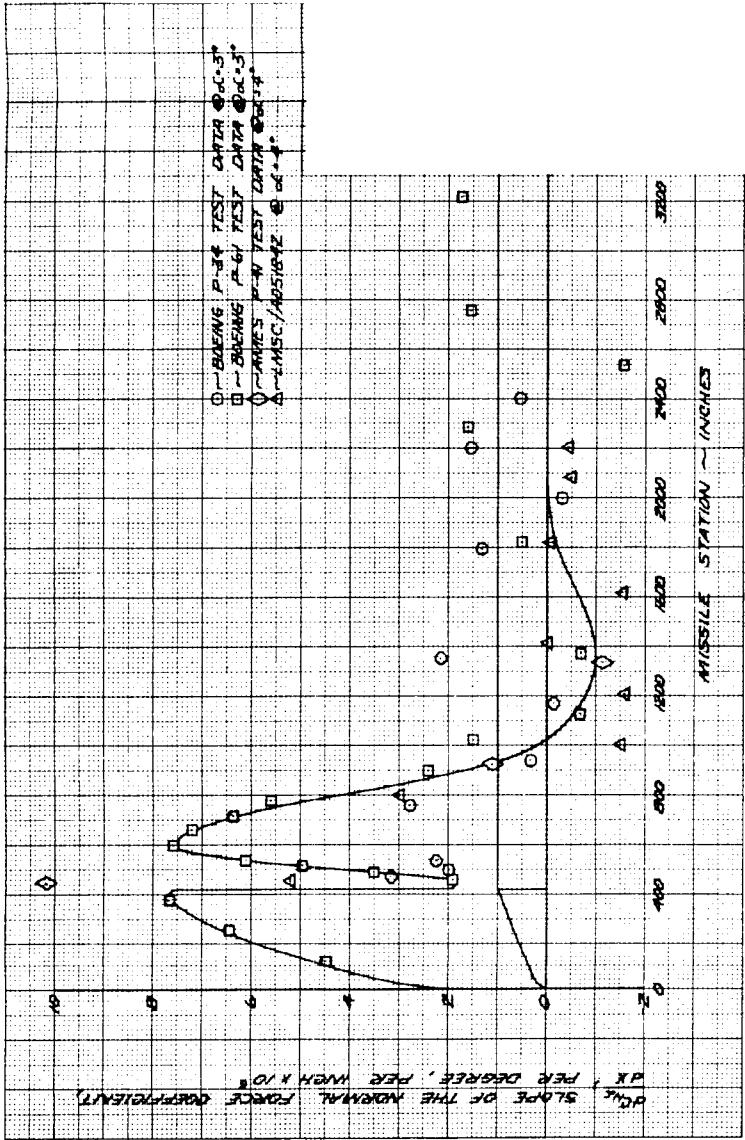 ○ ~ BOEING P-34 TEST DATA @ α=3°
□ ~ BOEING P-61 TEST DATA @ α=3°
◇ ~ AMES P-41 TEST DATA @ α=4°
△ ~ LMSC/A051842 @ α=4°
10
8
6
4
2
0
-2
0 400 800 1200 1600 2000 2400 2800 3200
MISSILE STATION ~ INCHES
SLOPE OF THE NORMAL FORCE COEFFICIENT,
PER DEGREE, PER INCH x 10